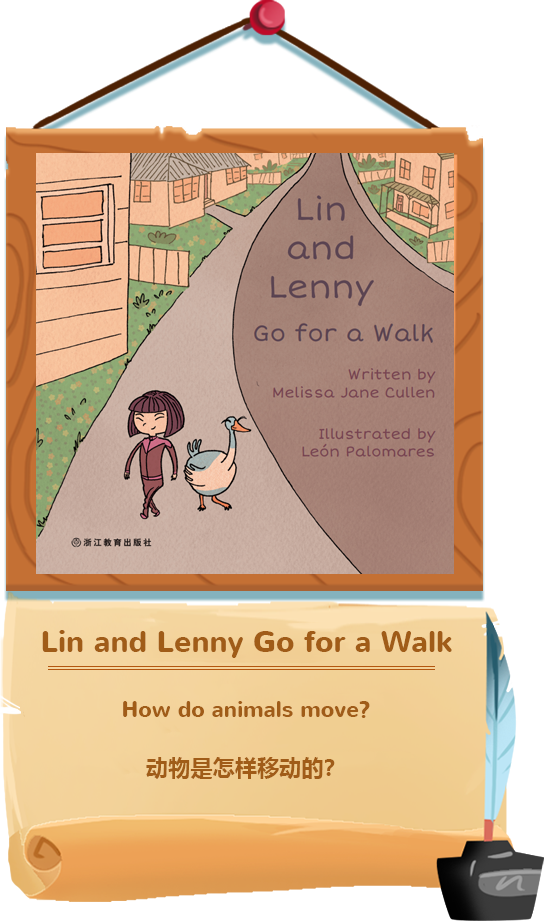 Lin
and
Lenny
Go for a Walk
Written by
Melissa Jane Cullen
Illustrated by
León Palomares
浙江教育出版社
Lin and Lenny Go for a Walk
How do animals move?
动物是怎样移动的?